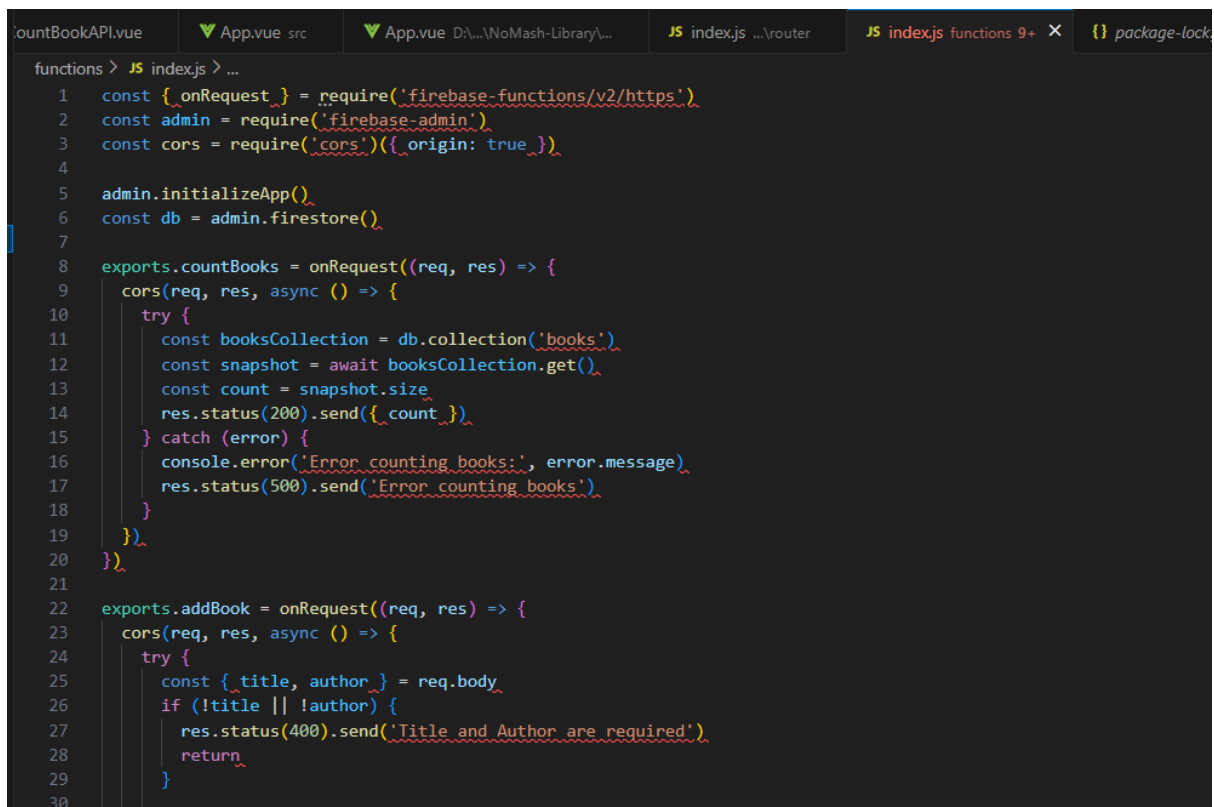 CountBookAPI.vue App.vue src App.vue D:\...\NoMash-Library\... JS index.js ...\router JS index.js functions 9+ × {} package-lock.
functions > JS index.js > ...
1 const { onRequest } = require('firebase-functions/v2/https')
2 const admin = require('firebase-admin')
3 const cors = require('cors')({ origin: true })
4
5 admin.initializeApp()
6 const db = admin.firestore()
7
8 exports.countBooks = onRequest((req, res) => {
9 cors(req, res, async () => {
10 try {
11 const booksCollection = db.collection('books')
12 const snapshot = await booksCollection.get()
13 const count = snapshot.size
14 res.status(200).send({ count })
15 } catch (error) {
16 console.error('Error counting books:', error.message)
17 res.status(500).send('Error counting books')
18 }
19 })
20 })
21
22 exports.addBook = onRequest((req, res) => {
23 cors(req, res, async () => {
24 try {
25 const { title, author } = req.body
26 if (!title || !author) {
27 res.status(400).send('Title and Author are required')
28 return
29 }
30